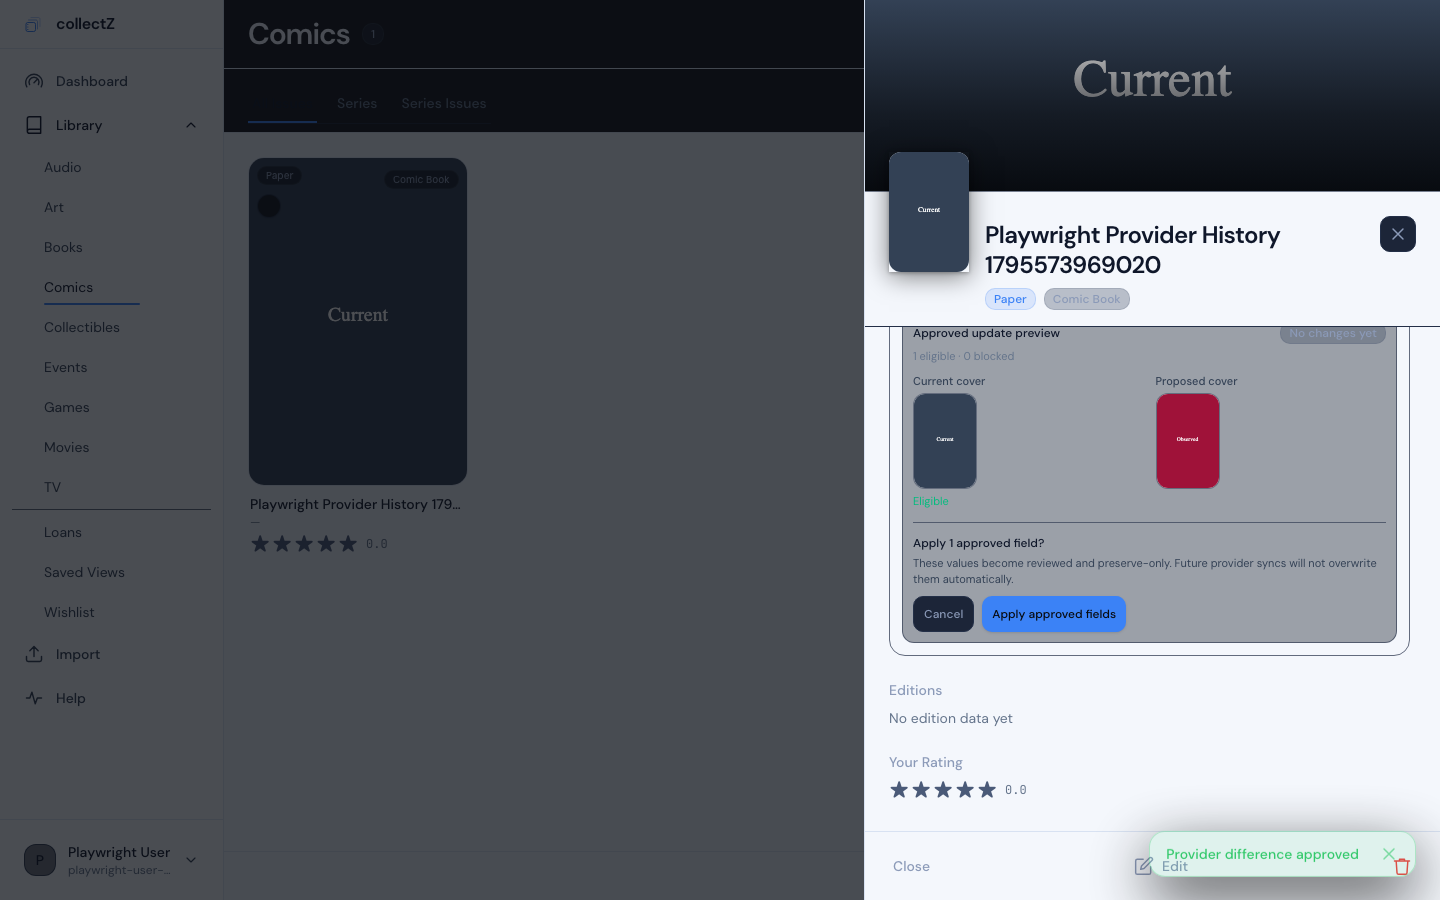 collectZ
Dashboard
Library
Audio
Art
Books
Comics
Collectibles
Events
Games
Movies
TV
Loans
Saved Views
Wishlist
Import
Help
P
Playwright User
playwright-user-...
Comics 1
Series
Series Issues
Paper
Comic Book
Current
Playwright Provider History 179...
—
0.0
Current
Current
Playwright Provider History
1795573969020
Paper
Comic Book
Approved update preview
No changes yet
1 eligible · 0 blocked
Current cover
Proposed cover
Current
Observed
Eligible
Apply 1 approved field?
These values become reviewed and preserve-only. Future provider syncs will not overwrite
them automatically.
Cancel
Apply approved fields
Editions
No edition data yet
Your Rating
0.0
Close
Edit
Provider difference approved